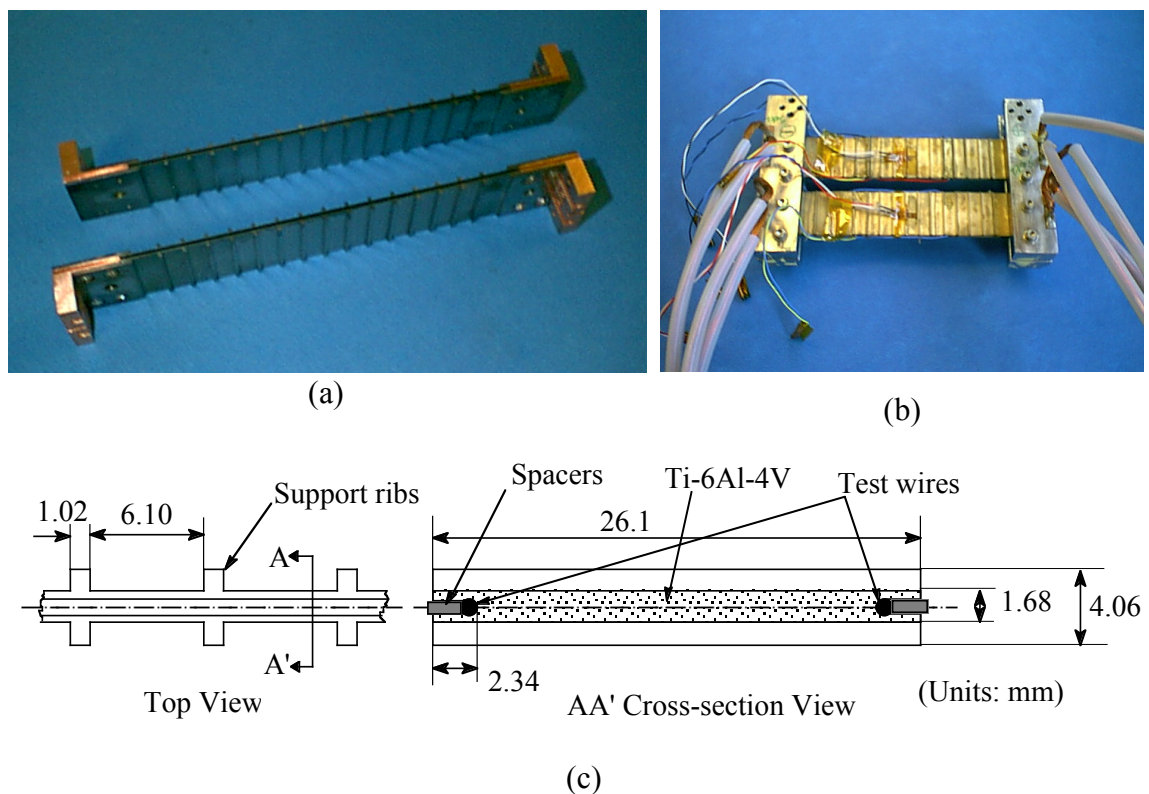 (a)
(b)
Spacers
Ti-6Al-4V
Test wires
Support ribs
1.02
6.10
26.1
A
1.68
4.06
A'
2.34
Top View
AA' Cross-section View
(Units: mm)
(c)